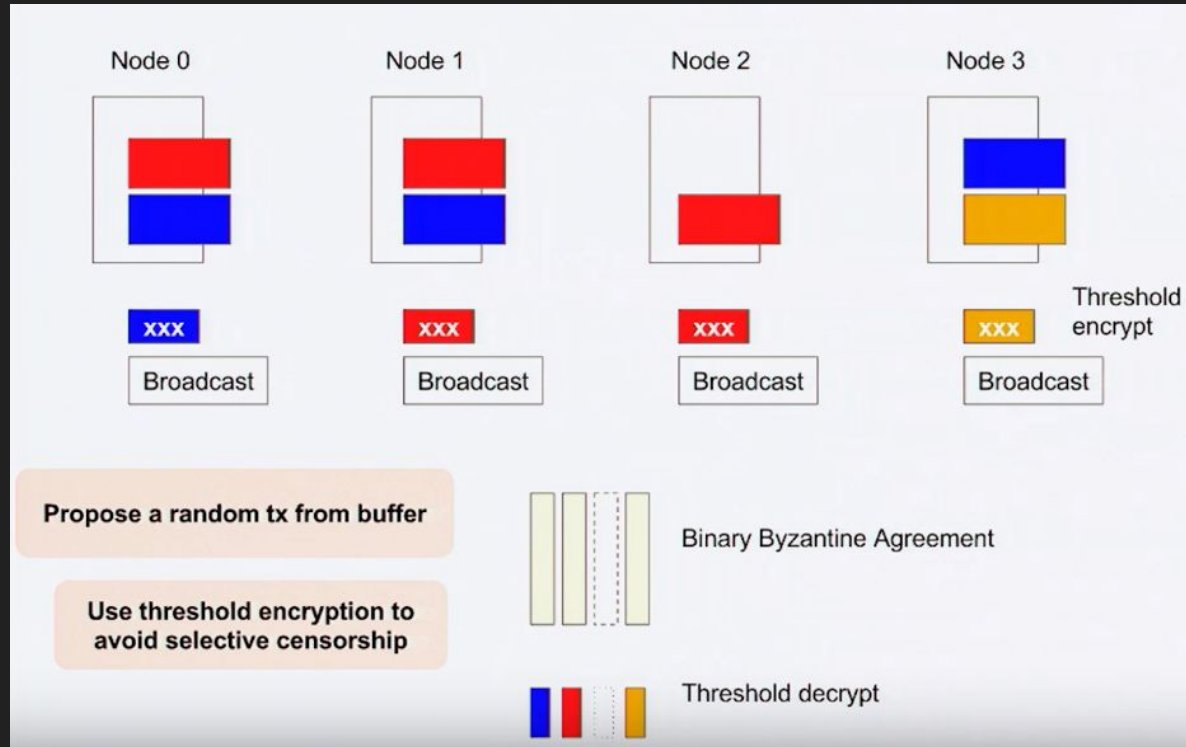 Node 0
Node 1
Node 2
Node 3
xxx
xxx
xxx
xxx
Threshold
encrypt
Broadcast
Broadcast
Broadcast
Broadcast
Propose a random tx from buffer
Binary Byzantine Agreement
Use threshold encryption to
avoid selective censorship
Threshold decrypt